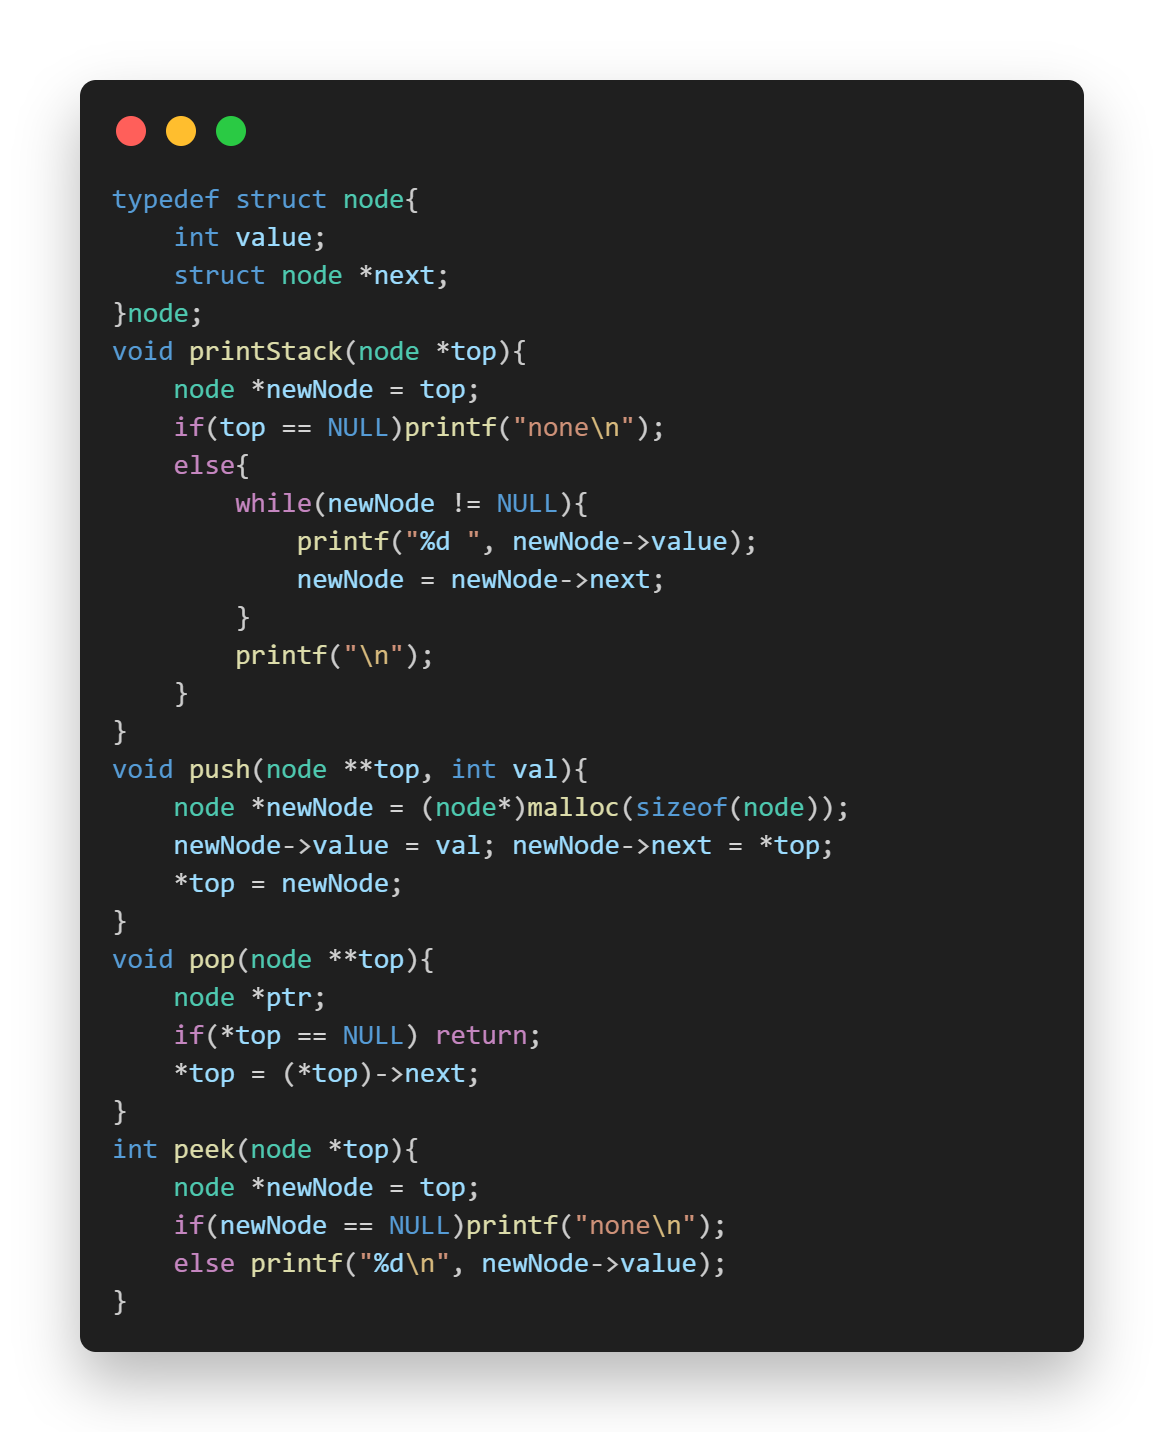 typedef struct node{
    int value;
    struct node *next;
}node;
void printStack(node *top){
    node *newNode = top;
    if(top == NULL)printf("none\n");
    else{
        while(newNode != NULL){
            printf("%d ", newNode->value);
            newNode = newNode->next;
        }
        printf("\n");
    }
}
void push(node **top, int val){
    node *newNode = (node*)malloc(sizeof(node));
    newNode->value = val; newNode->next = *top;
    *top = newNode;
}
void pop(node **top){
    node *ptr;
    if(*top == NULL) return;
    *top = (*top)->next;
}
int peek(node *top){
    node *newNode = top;
    if(newNode == NULL)printf("none\n");
    else printf("%d\n", newNode->value);
}